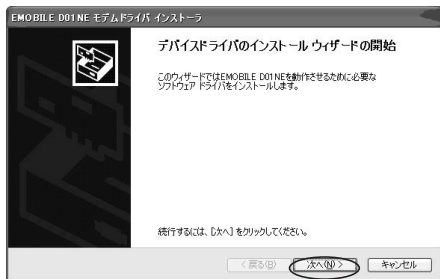 EMOBILE D01NE モデムドライバ インストーラ
デバイスドライバのインストール ウィザードの開始
このウィザードではEMOBILE D01NEを動作させるために必要な
ソフトウェア ドライバをインストールします。
続行するには、[次へ] をクリックしてください。
< 戻る(B) 次へ(N) > キャンセル